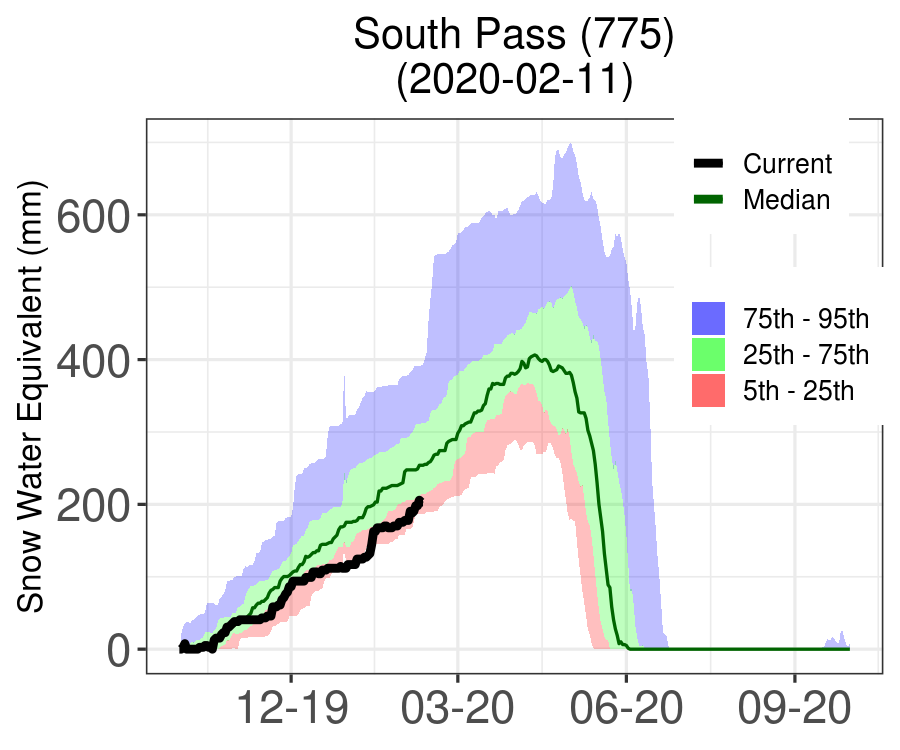 South Pass (775)
(2020-02-11)
Snow Water Equivalent (mm)
600
400
200
0
12-19
03-20
06-20
09-20
Current
Median
75th - 95th
25th - 75th
5th - 25th